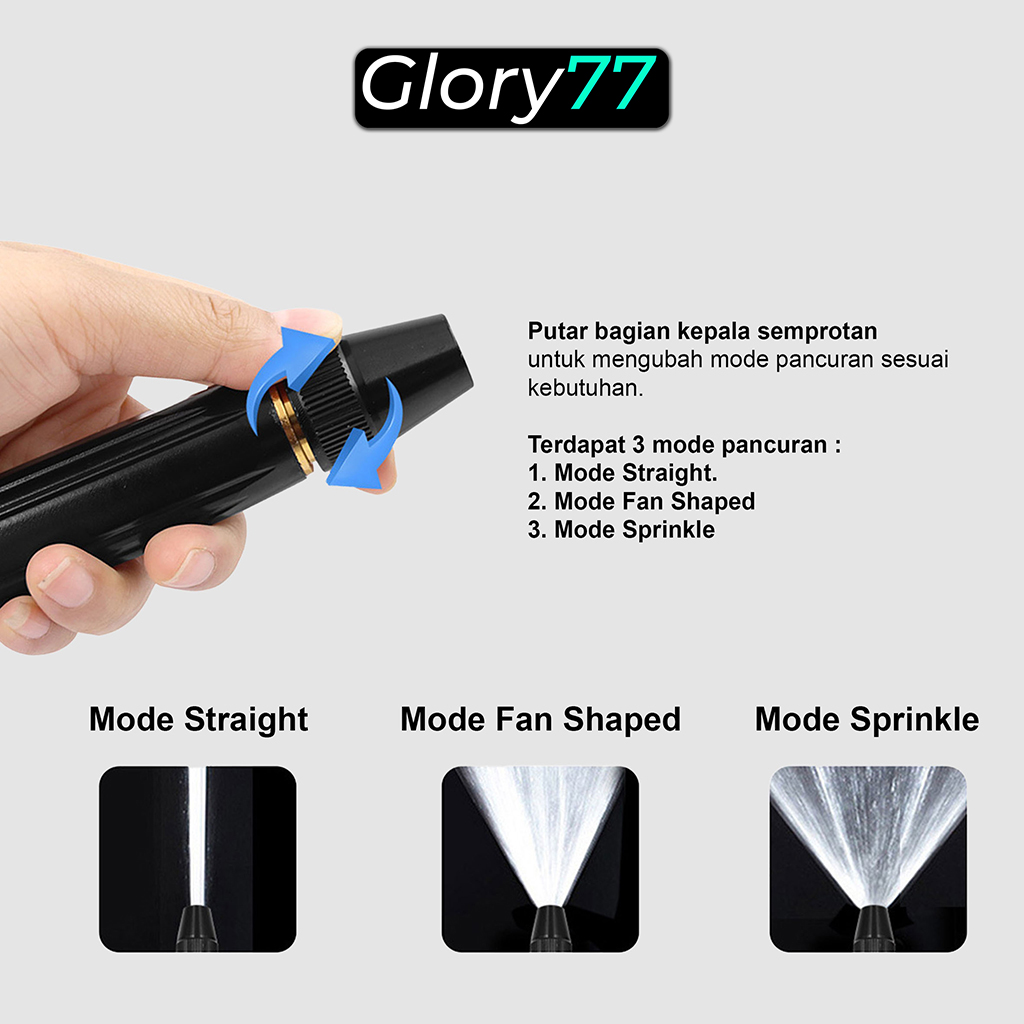 Glory77
Putar bagian kepala semprotan
untuk mengubah mode pancuran sesuai
kebutuhan.
Terdapat 3 mode pancuran :
1. Mode Straight.
2. Mode Fan Shaped
3. Mode Sprinkle
Mode Straight
Mode Fan Shaped
Mode Sprinkle